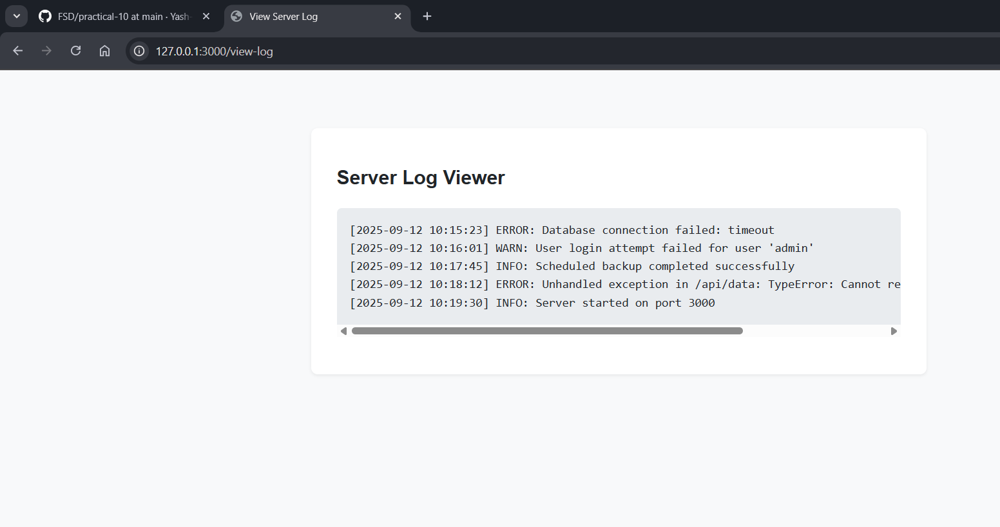 FSD/practical-10 at main · Yash-
View Server Log
127.0.0.1:3000/view-log
Server Log Viewer
[2025-09-12 10:15:23] ERROR: Database connection failed: timeout
[2025-09-12 10:16:01] WARN: User login attempt failed for user 'admin'
[2025-09-12 10:17:45] INFO: Scheduled backup completed successfully
[2025-09-12 10:18:12] ERROR: Unhandled exception in /api/data: TypeError: Cannot re
[2025-09-12 10:19:30] INFO: Server started on port 3000